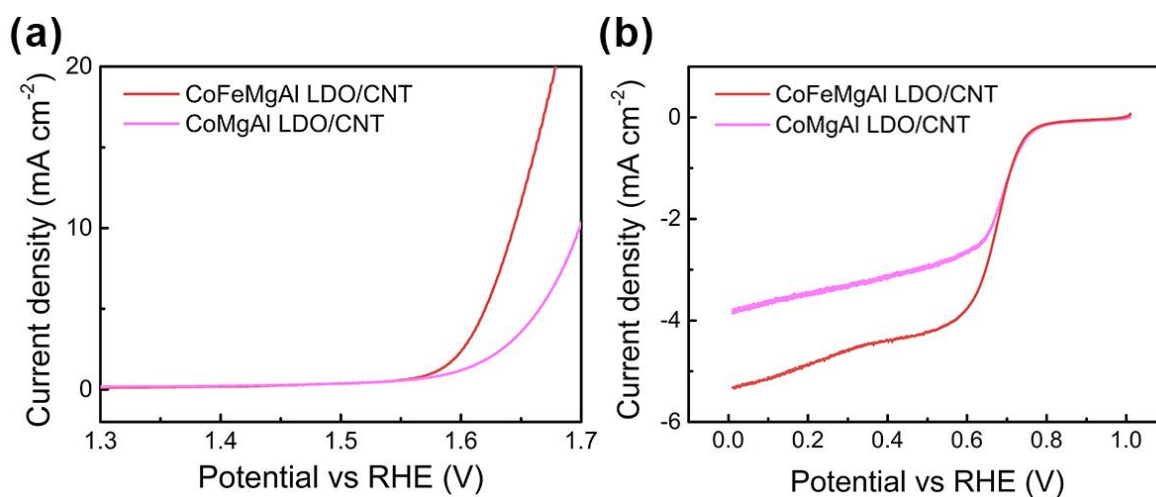 (a)
20
10
0
1.3 1.4 1.5 1.6 1.7
Current density (mA cm-2)
Potential vs RHE (V)
CoFeMgAl LDO/CNT
CoMgAl LDO/CNT
(b)
0
-2
-4
-6
0.0 0.2 0.4 0.6 0.8 1.0
Current density (mA cm-2)
Potential vs RHE (V)
CoFeMgAl LDO/CNT
CoMgAl LDO/CNT